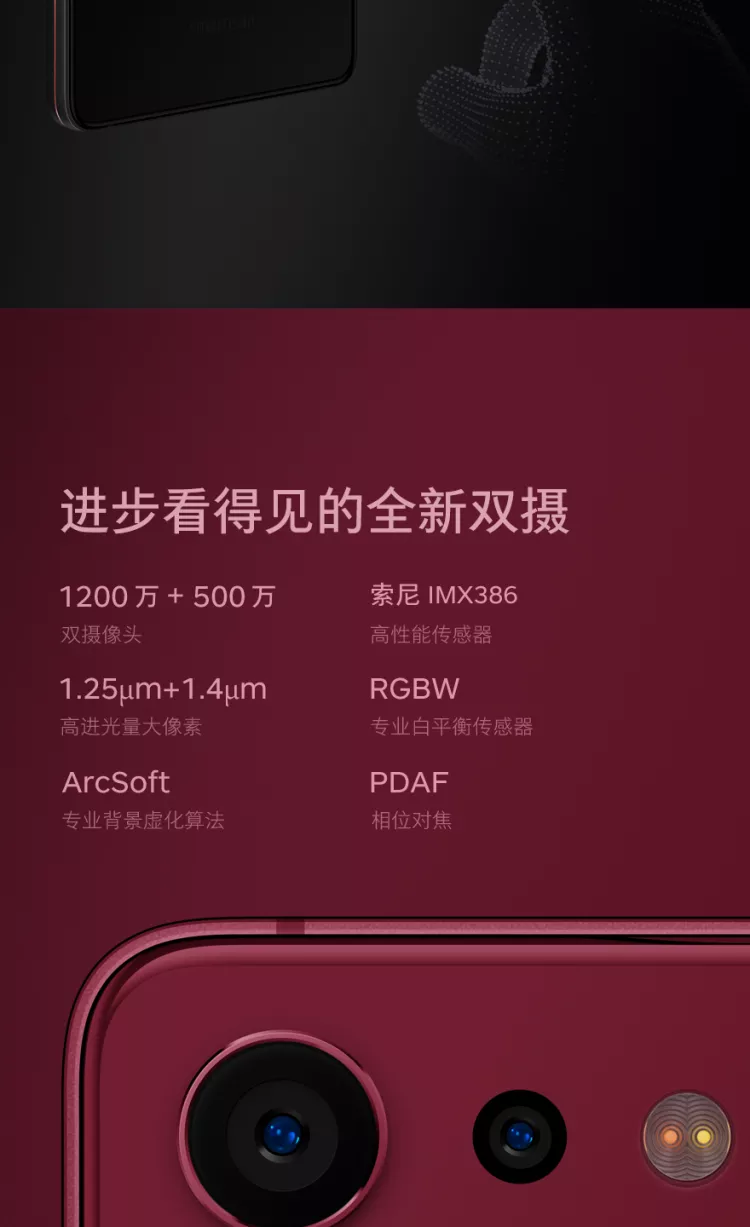 进步看得见的全新双摄
1200 万 + 500 万
双摄像头
索尼 IMX386
高性能传感器
1.25μm+1.4μm
高进光量大像素
RGBW
专业白平衡传感器
ArcSoft
专业背景虚化算法
PDAF
相位对焦